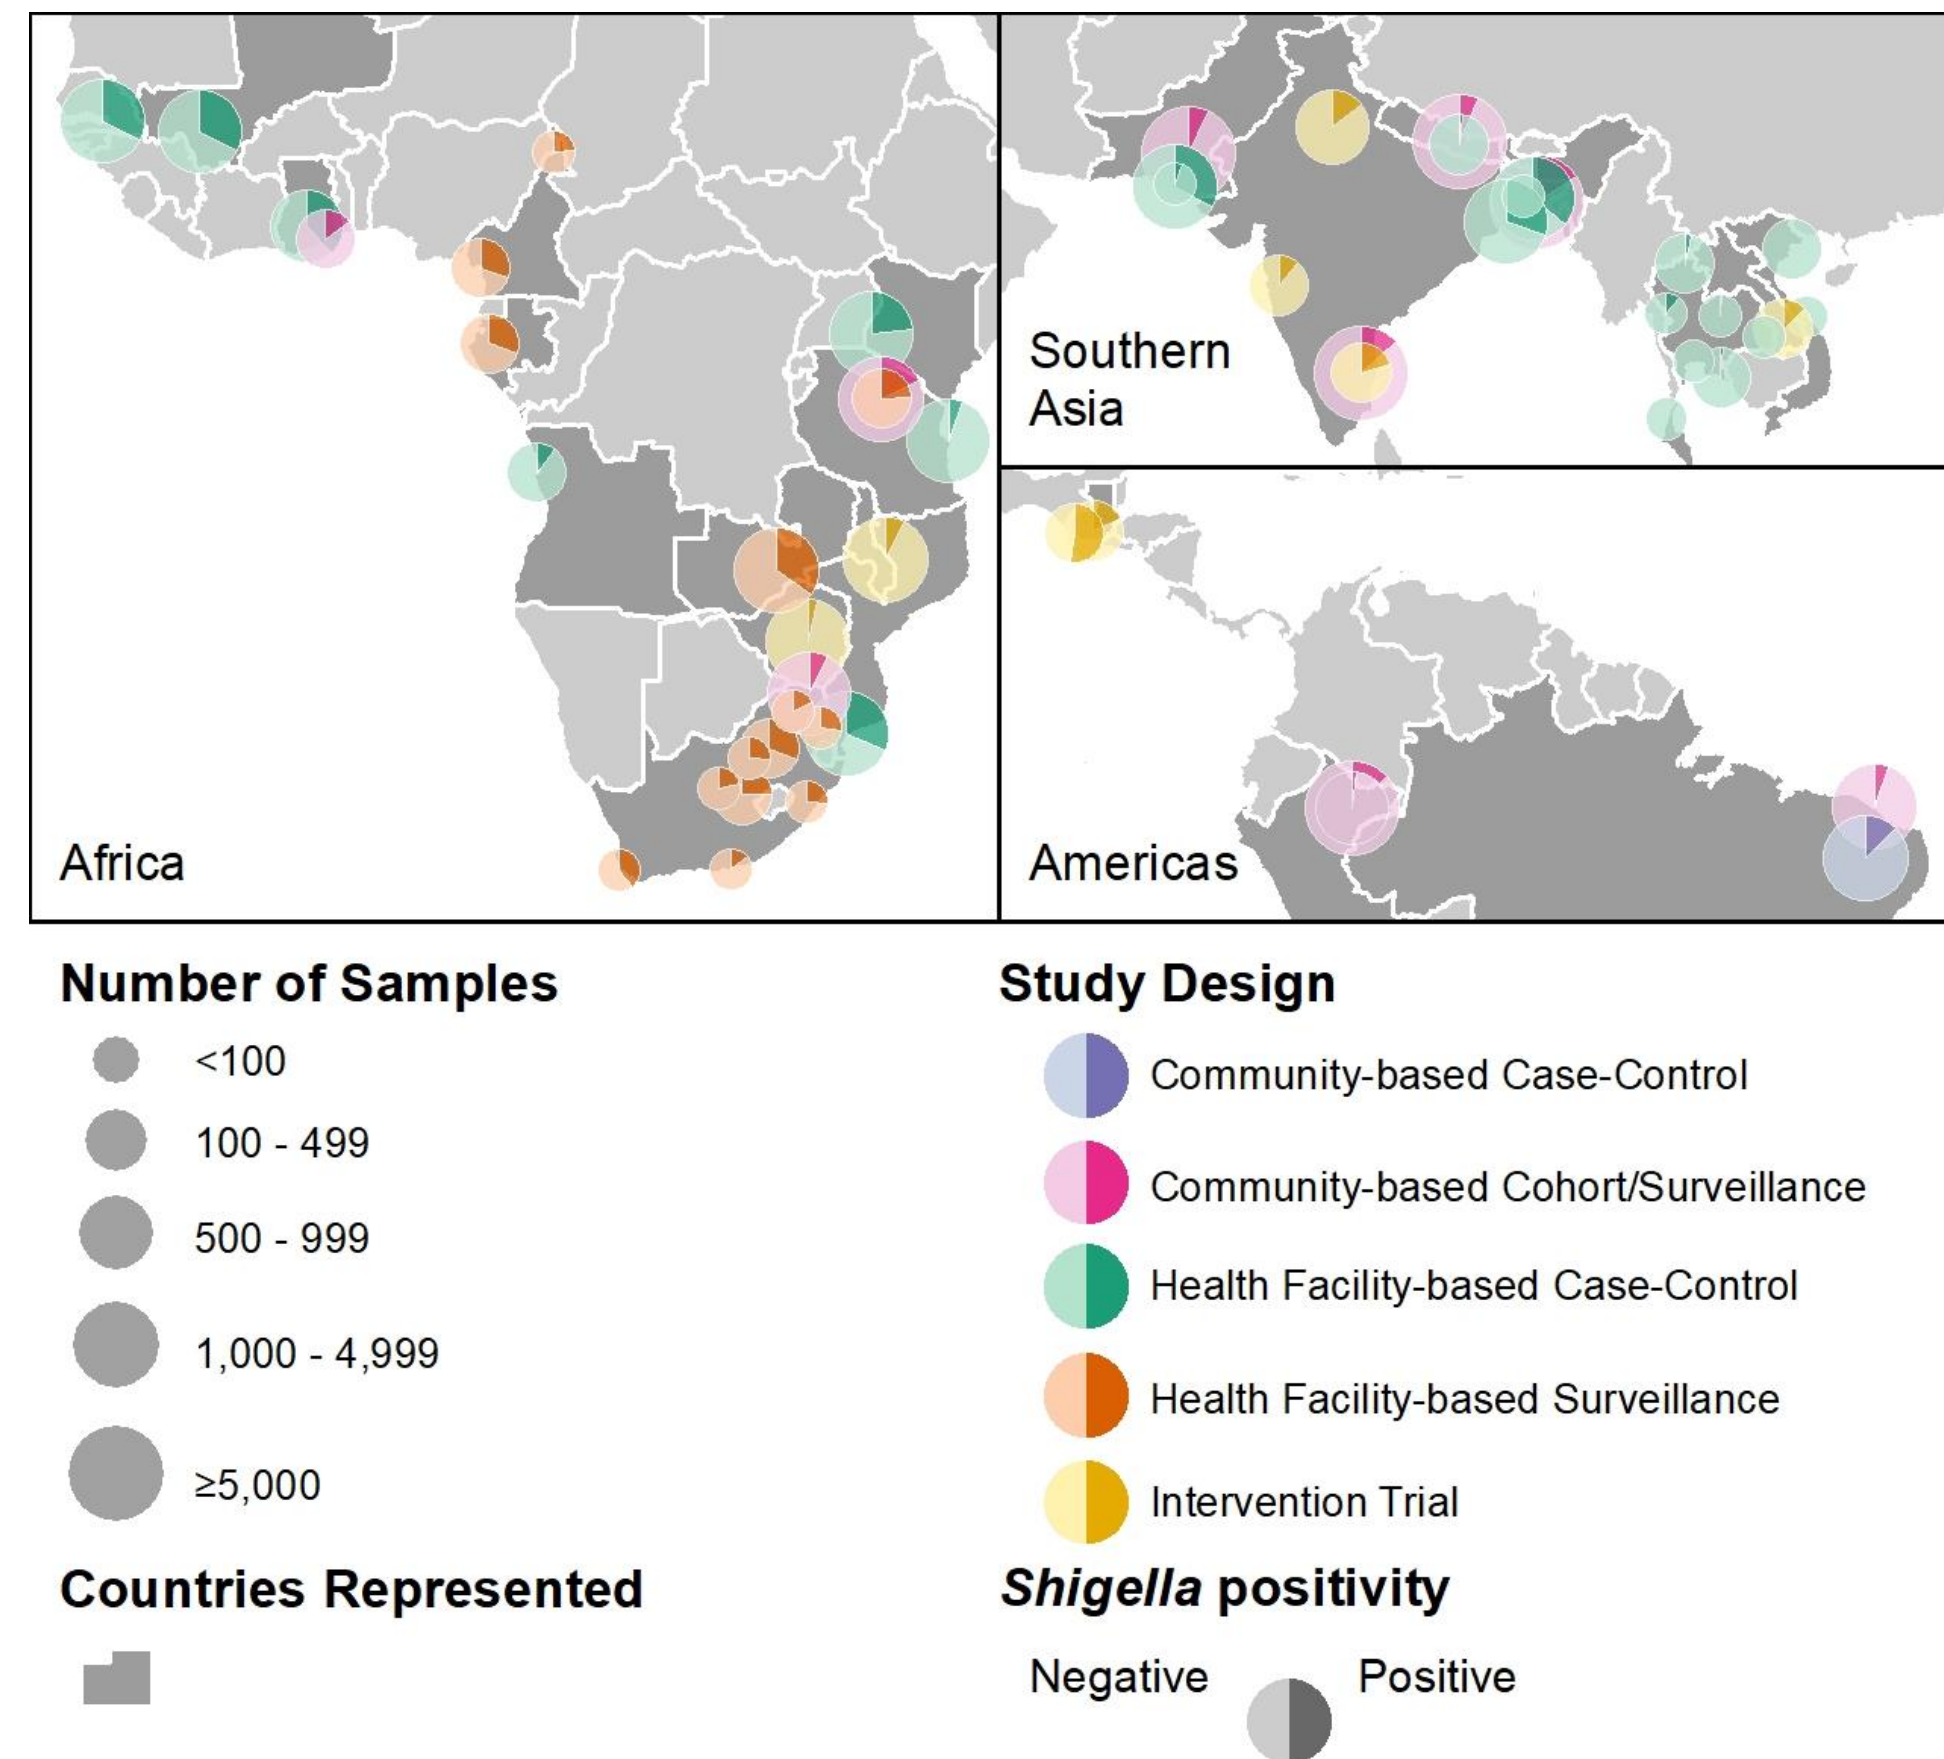 Africa
Southern
Asia
Americas
Number of Samples
<100
100 - 499
500 - 999
1,000 - 4,999
≥5,000
Countries Represented
Study Design
Community-based Case-Control
Community-based Cohort/Surveillance
Health Facility-based Case-Control
Health Facility-based Surveillance
Intervention Trial
Shigella positivity
Negative
Positive